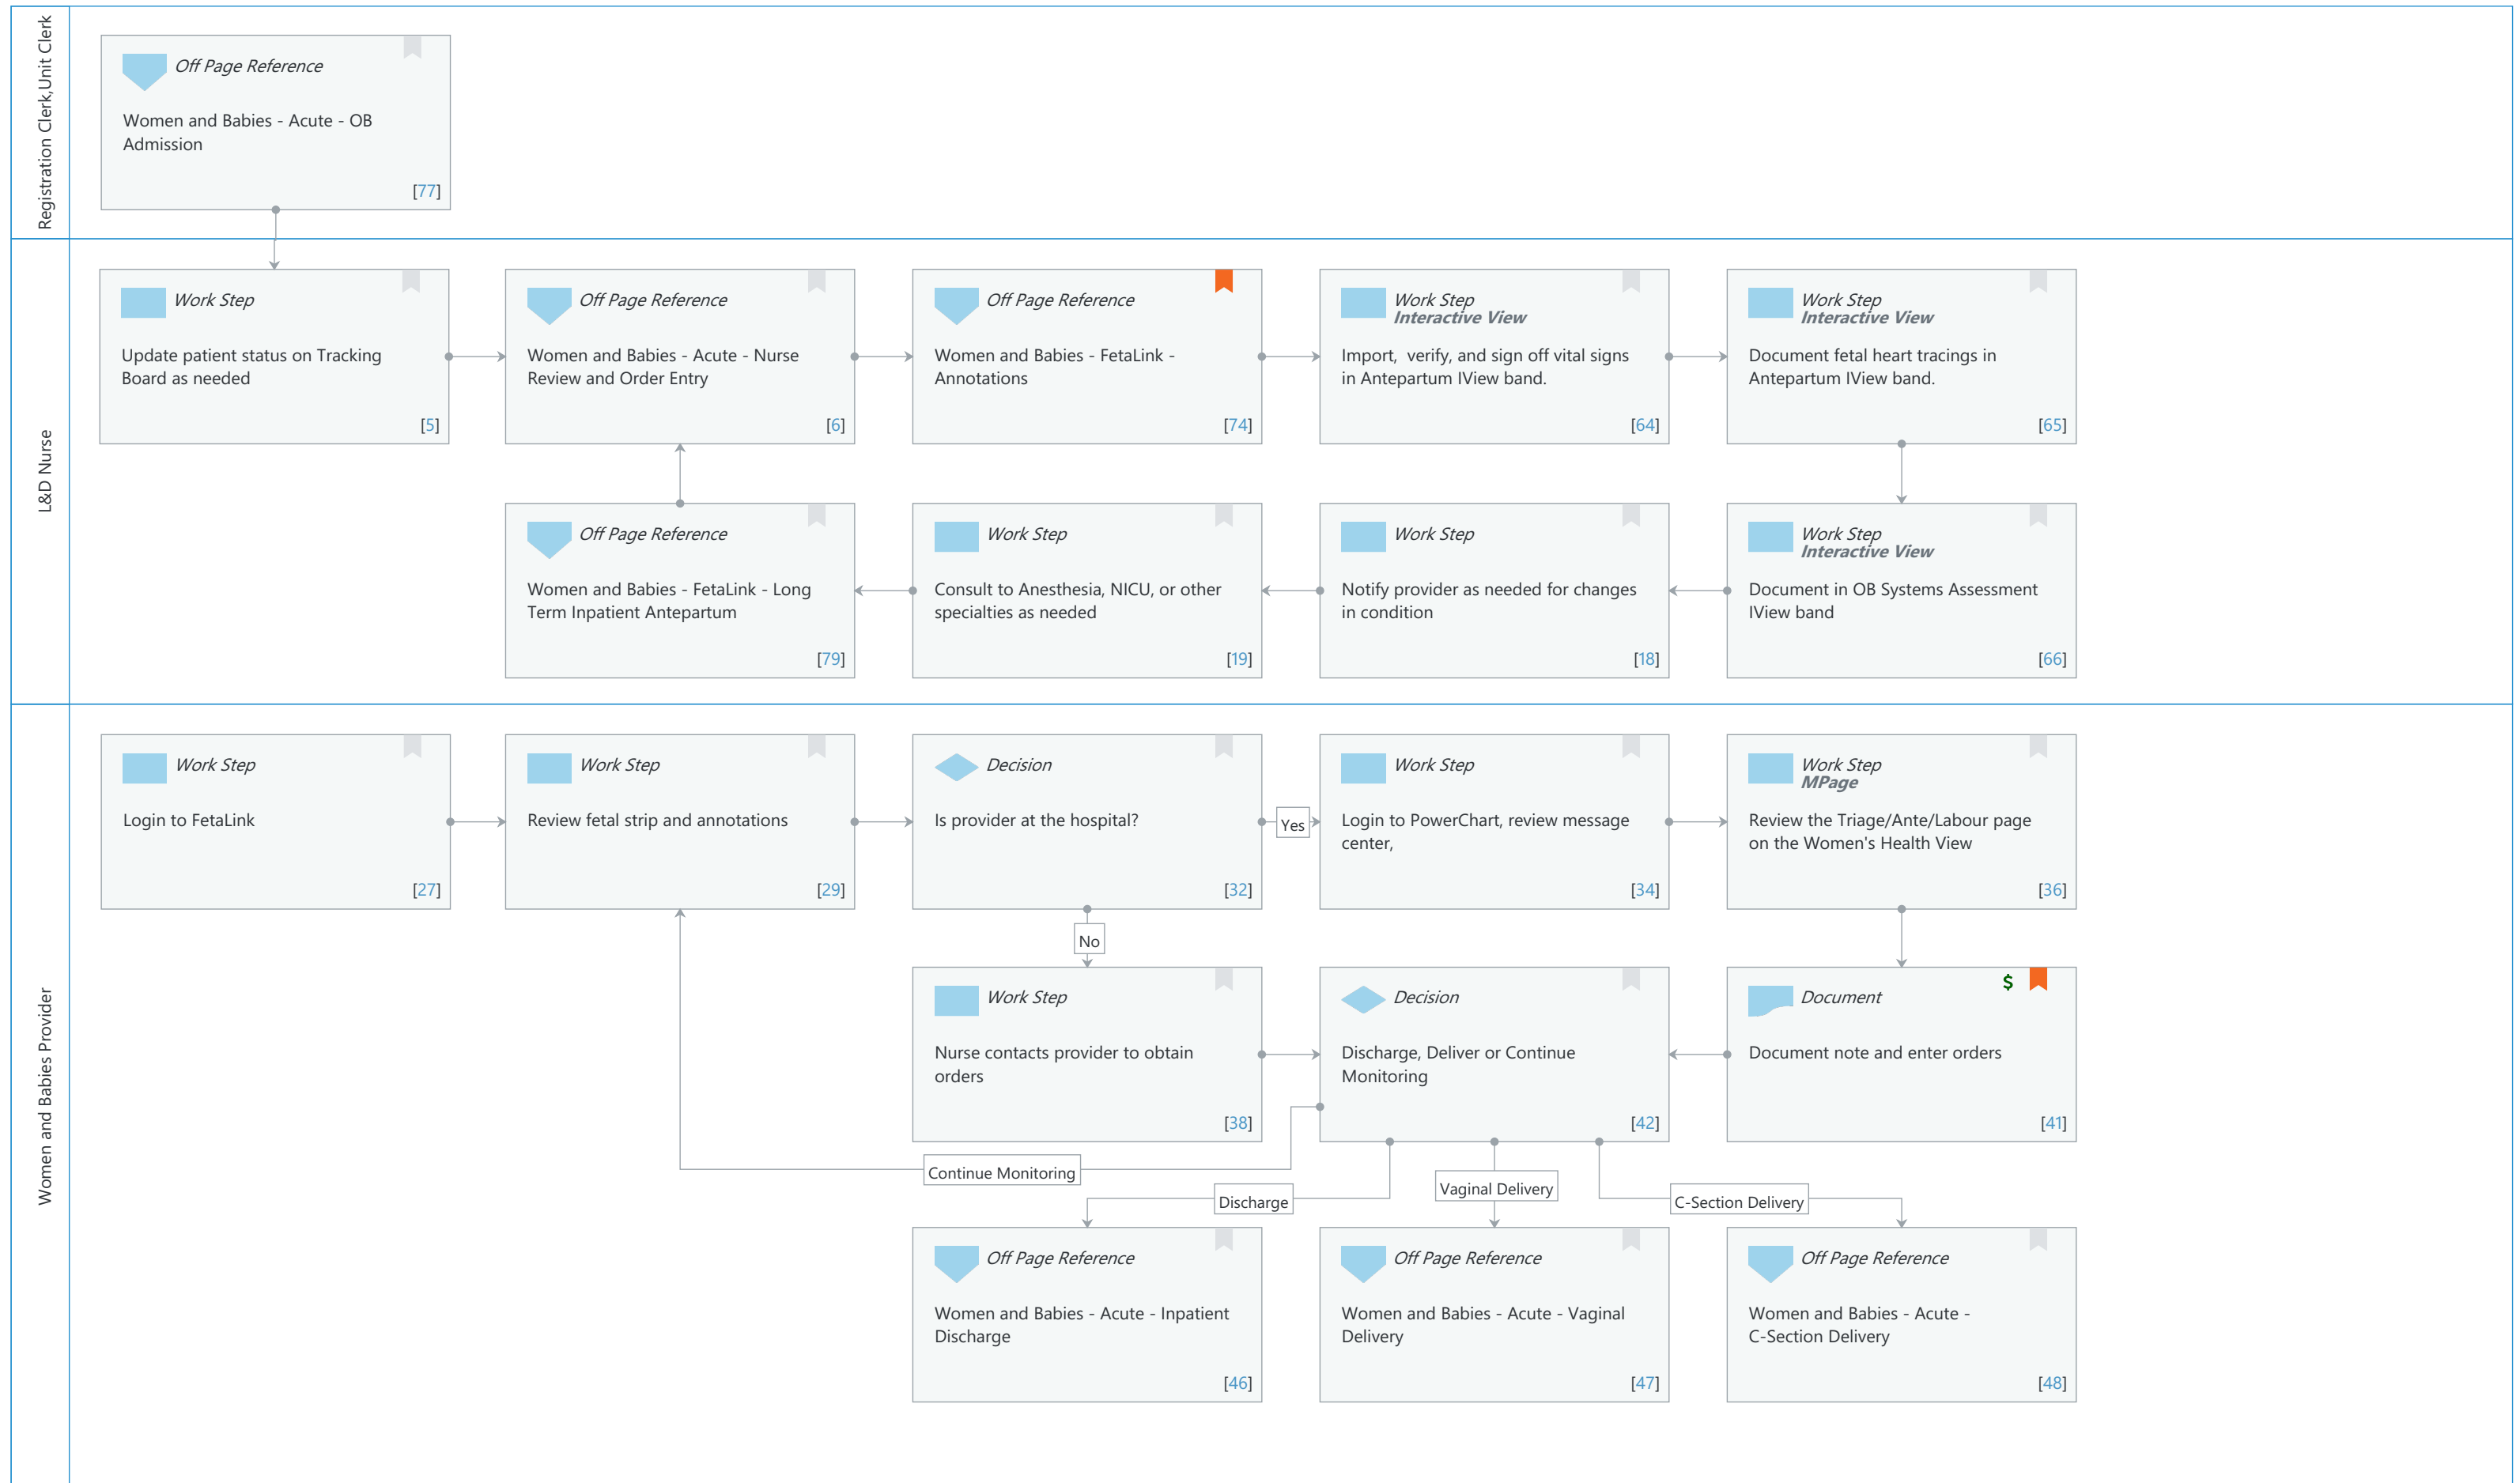 Registration Clerk,Unit Clerk
Off Page Reference
Women and Babies - Acute - OB
Admission
[77]
L&D Nurse
Work Step
Update patient status on Tracking
Board as needed
[5]
Off Page Reference
Women and Babies - Acute - Nurse
Review and Order Entry
[6]
Off Page Reference
Women and Babies - FetaLink -
Annotations
[74]
Work Step
Interactive View
Import,  verify, and sign off vital signs
in Antepartum IView band.
[64]
Work Step
Interactive View
Document fetal heart tracings in
Antepartum IView band.
[65]
Off Page Reference
Women and Babies - FetaLink - Long
Term Inpatient Antepartum
[79]
Work Step
Consult to Anesthesia, NICU, or other
specialties as needed
[19]
Work Step
Notify provider as needed for changes
in condition
[18]
Work Step
Interactive View
Document in OB Systems Assessment
IView band
[66]
Women and Babies Provider
Work Step
Login to FetaLink
[27]
Work Step
Review fetal strip and annotations
[29]
Decision
Is provider at the hospital?
[32]
Yes
Work Step
Login to PowerChart, review message
center,
[34]
Work Step
MPage
Review the Triage/Ante/Labour page
on the Women's Health View
[36]
No
Work Step
Nurse contacts provider to obtain
orders
[38]
Decision
Discharge, Deliver or Continue
Monitoring
[42]
$
Document
Document note and enter orders
[41]
Continue Monitoring
Discharge
Vaginal Delivery
C-Section Delivery
Off Page Reference
Women and Babies - Acute - Inpatient
Discharge
[46]
Off Page Reference
Women and Babies - Acute - Vaginal
Delivery
[47]
Off Page Reference
Women and Babies - Acute -
C-Section Delivery
[48]